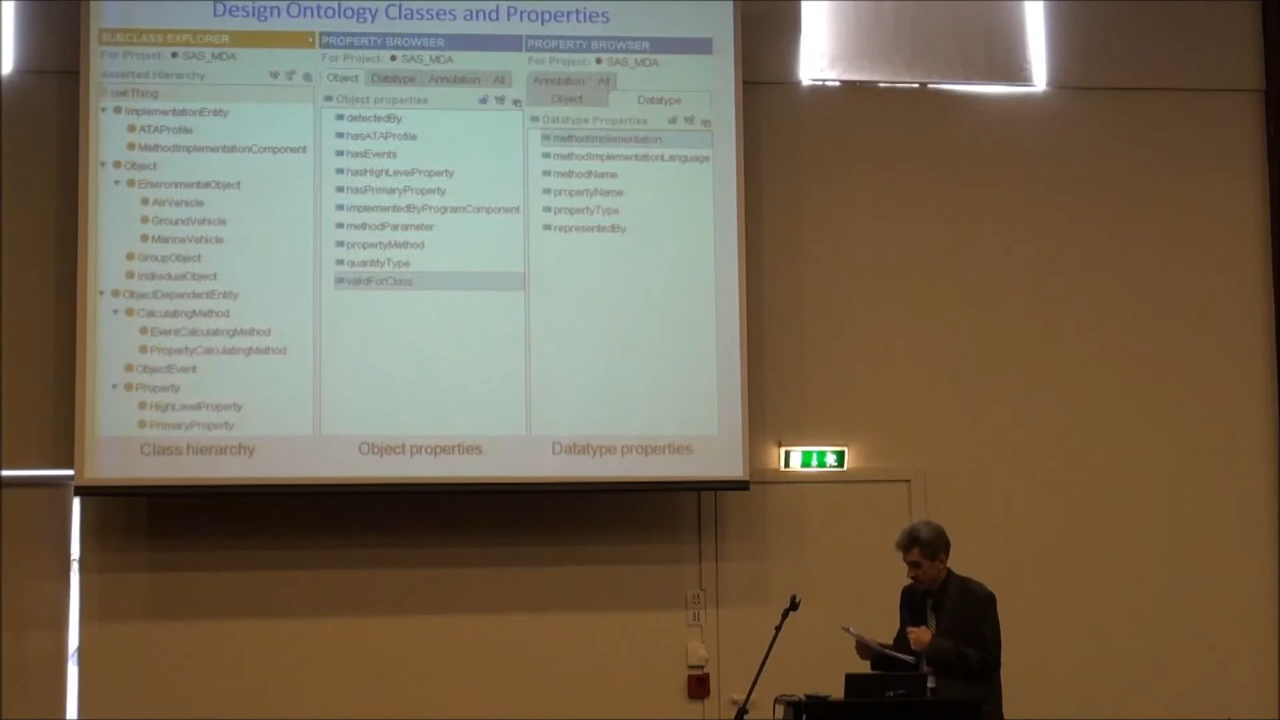 Design Ontology Classes and Properties
SUBCLASS EXPLORER
For Project: SAS_MDA
Asserted Hierarchy
owl:Thing
ImplementationEntity
ATAProfile
MethodImplementationComponent
Object
EnvironmentalObject
AirVehicle
GroundVehicle
MarineVehicle
GroupObject
IndividualObject
ObjectDependentEntity
CalculatingMethod
EventCalculatingMethod
PropertyCalculatingMethod
ObjectEvent
Property
HighLevelProperty
PrimaryProperty
Class hierarchy
PROPERTY BROWSER
For Project: SAS_MDA
Object Datatype Annotation All
Object properties
detectedBy
hasATAProfile
hasEvents
hasHighLevelProperty
hasPrimaryProperty
implementedByProgramComponent
methodParameter
propertyMethod
quantityType
validForClass
Object properties
PROPERTY BROWSER
For Project: SAS_MDA
Annotation All
Object Datatype
Datatype Properties
methodImplementation
methodImplementationLanguage
methodName
propertyName
propertyType
representedBy
Datatype properties